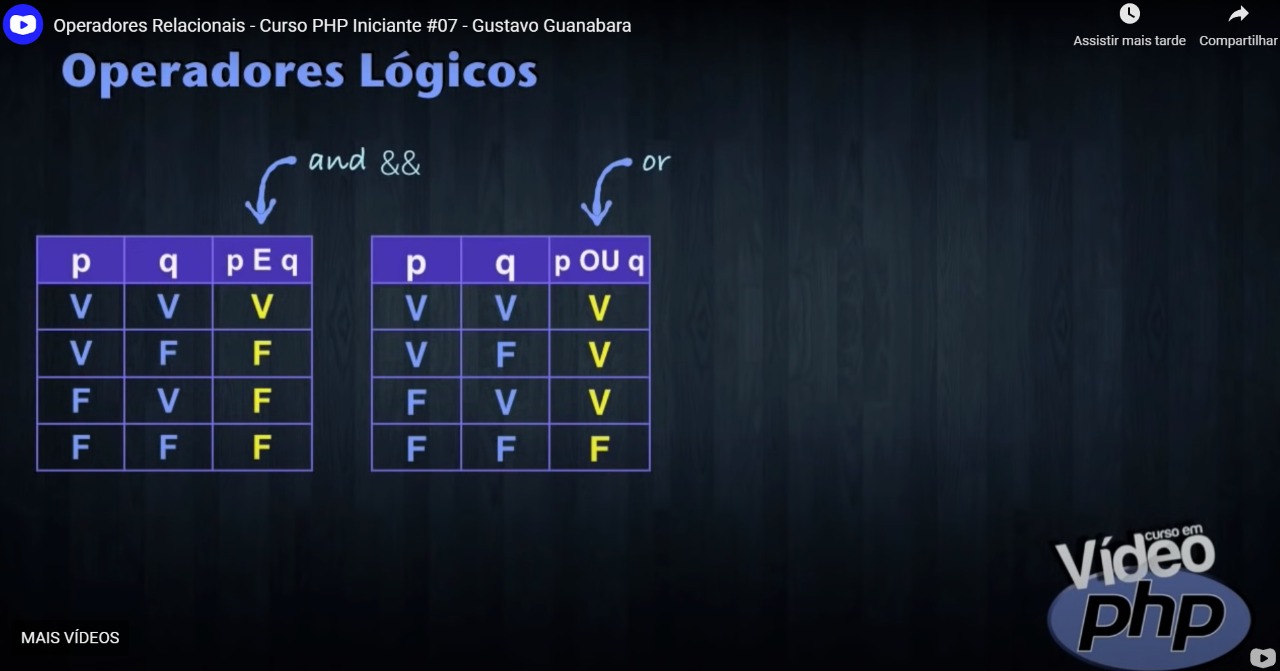 Operadores Relacionais - Curso PHP Iniciante #07 - Gustavo Guanabara
Assistir mais tarde
Compartilhar
Operadores Lógicos
and &&
or
p q p E q
V V V
V F F
F V F
F F F
p q p OU q
V V V
V F V
F V V
F F F
curso em
Vídeo
php
MAIS VÍDEOS